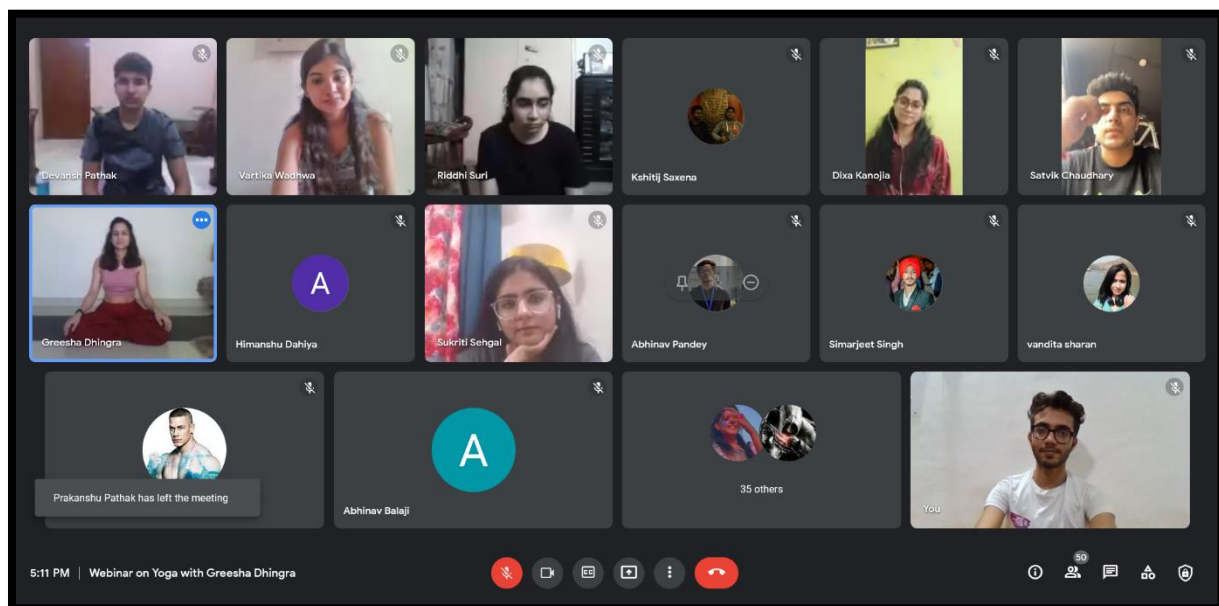 Devansh Pathak
Vartika Wadhwa
Riddhi Suri
Kshitij Saxena
Dixa Kanojia
Satvik Chaudhary
Greesha Dhingra
A
Himanshu Dahiya
Sukriti Sehgal
Abhinav Pandey
Simarjeet Singh
vandita sharan
Prakanshu Pathak has left the meeting
A
Abhinav Balaji
35 others
You
5:11 PM | Webinar on Yoga with Greesha Dhingra
CC
50